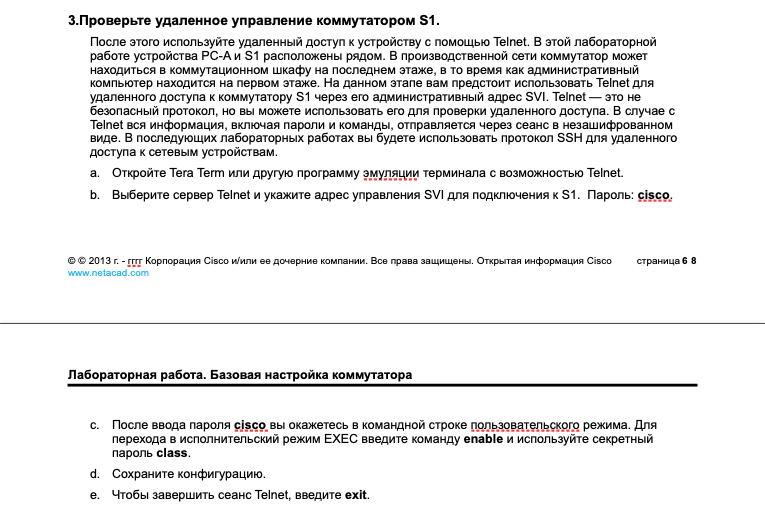 3.Проверьте удаленное управление коммутатором S1.
После этого используйте удаленный доступ к устройству с помощью Telnet. В этой лабораторной
работе устройства PC-A и S1 расположены рядом. В производственной сети коммутатор может
находиться в коммутационном шкафу на последнем этаже, в то время как административный
компьютер находится на первом этаже. На данном этапе вам предстоит использовать Telnet для
удаленного доступа к коммутатору S1 через его административный адрес SVI. Telnet — это не
безопасный протокол, но вы можете использовать его для проверки удаленного доступа. В случае с
Telnet вся информация, включая пароли и команды, отправляется через сеанс в незашифрованном
виде. В последующих лабораторных работах вы будете использовать протокол SSH для удаленного
доступа к сетевым устройствам.
a. Откройте Tera Term или другую программу эмуляции терминала с возможностью Telnet.
b. Выберите сервер Telnet и укажите адрес управления SVI для подключения к S1. Пароль: cisco.
© © 2013 г. - гггг Корпорация Cisco и/или ее дочерние компании. Все права защищены. Открытая информация Cisco страница 6 8
www.netacad.com
Лабораторная работа. Базовая настройка коммутатора
c. После ввода пароля cisco вы окажетесь в командной строке пользовательского режима. Для
перехода в исполнительский режим EXEC введите команду enable и используйте секретный
пароль class.
d. Сохраните конфигурацию.
e. Чтобы завершить сеанс Telnet, введите exit.